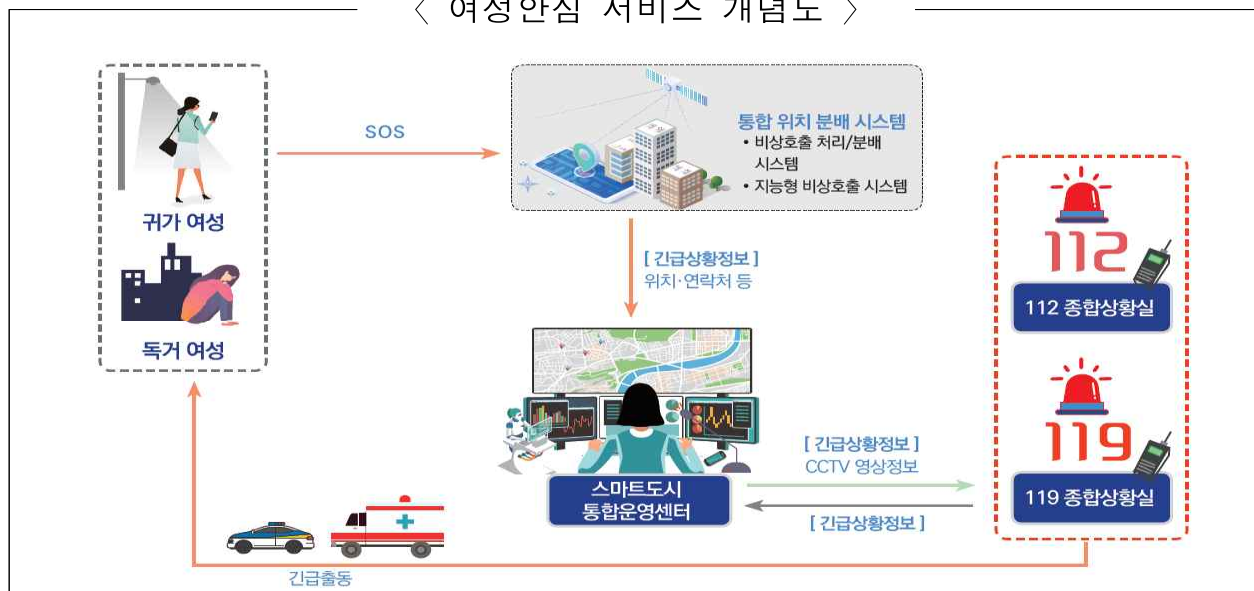 〈 여성안심 서비스 개념도 〉
SOS
통합 위치 분배 시스템
• 비상호출 처리/분배
시스템
• 지능형 비상호출 시스템
귀가 여성
독거 여성
[ 긴급상황정보 ]
위치·연락처 등
112
112 종합상황실
119
119 종합상황실
[ 긴급상황정보 ]
CCTV 영상정보
[ 긴급상황정보 ]
스마트도시
통합운영센터
긴급출동